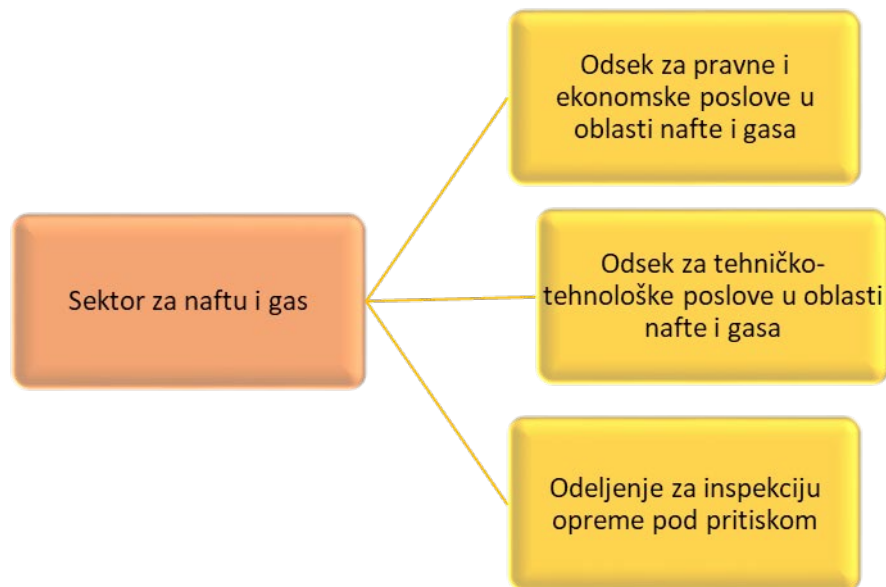 Odsek za pravne i
ekonomske poslove u
oblasti nafte i gasa
Sektor za naftu i gas
Odsek za tehničko-
tehnološke poslove u oblasti
nafte i gasa
Odeljenje za inspekciju
opreme pod pritiskom